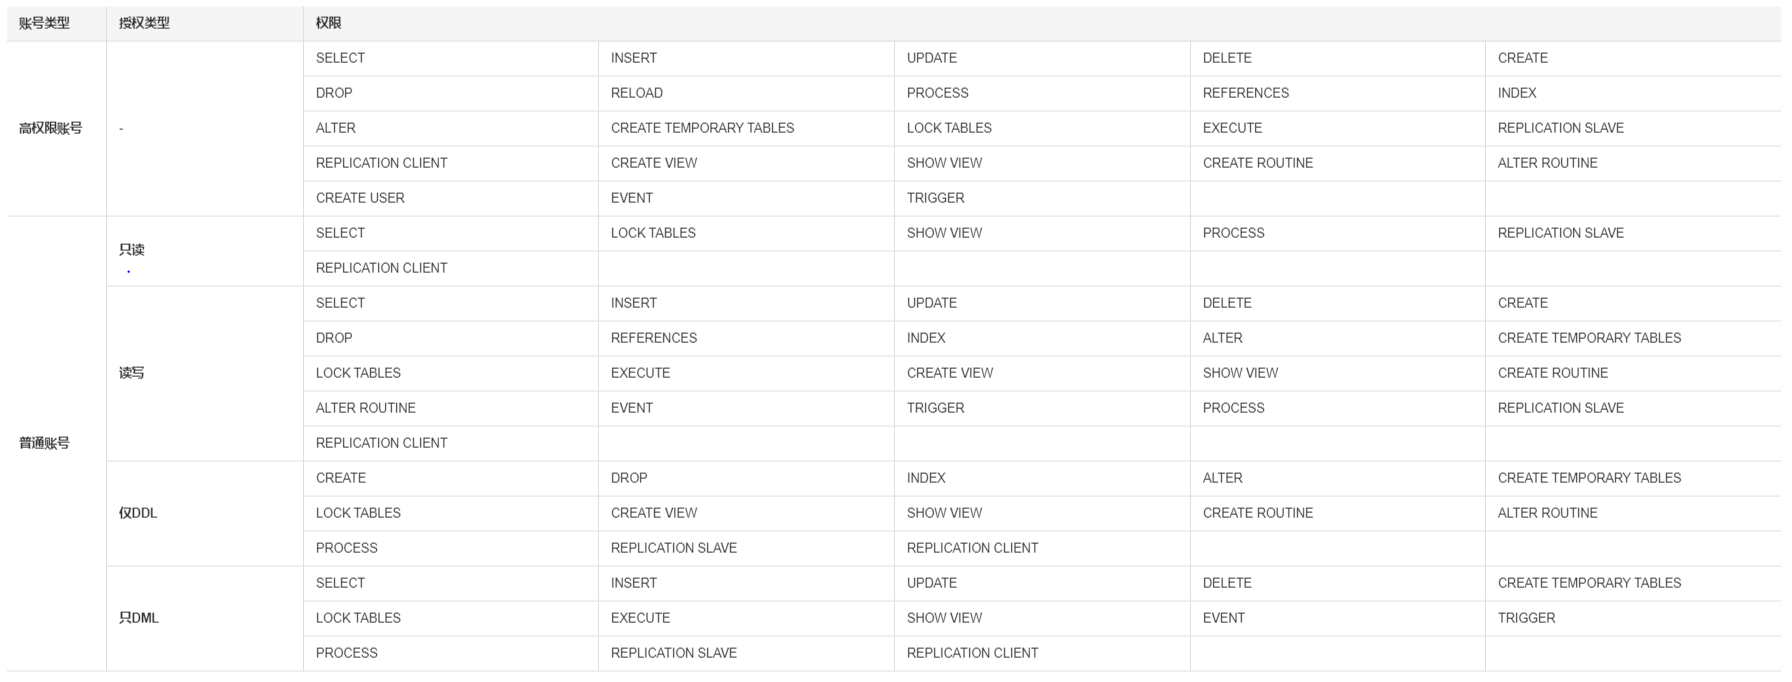 账号类型 授权类型 权限
SELECT INSERT UPDATE DELETE CREATE
DROP RELOAD PROCESS REFERENCES INDEX
高权限账号 - ALTER CREATE TEMPORARY TABLES LOCK TABLES EXECUTE REPLICATION SLAVE
REPLICATION CLIENT CREATE VIEW SHOW VIEW CREATE ROUTINE ALTER ROUTINE
CREATE USER EVENT TRIGGER
只读 SELECT LOCK TABLES SHOW VIEW PROCESS REPLICATION SLAVE
REPLICATION CLIENT
SELECT INSERT UPDATE DELETE CREATE
DROP REFERENCES INDEX ALTER CREATE TEMPORARY TABLES
读写 LOCK TABLES EXECUTE CREATE VIEW SHOW VIEW CREATE ROUTINE
ALTER ROUTINE EVENT TRIGGER PROCESS REPLICATION SLAVE
普通账号 REPLICATION CLIENT
CREATE DROP INDEX ALTER CREATE TEMPORARY TABLES
仅DDL LOCK TABLES CREATE VIEW SHOW VIEW CREATE ROUTINE ALTER ROUTINE
PROCESS REPLICATION SLAVE REPLICATION CLIENT
SELECT INSERT UPDATE DELETE CREATE TEMPORARY TABLES
只DML LOCK TABLES EXECUTE SHOW VIEW EVENT TRIGGER
PROCESS REPLICATION SLAVE REPLICATION CLIENT